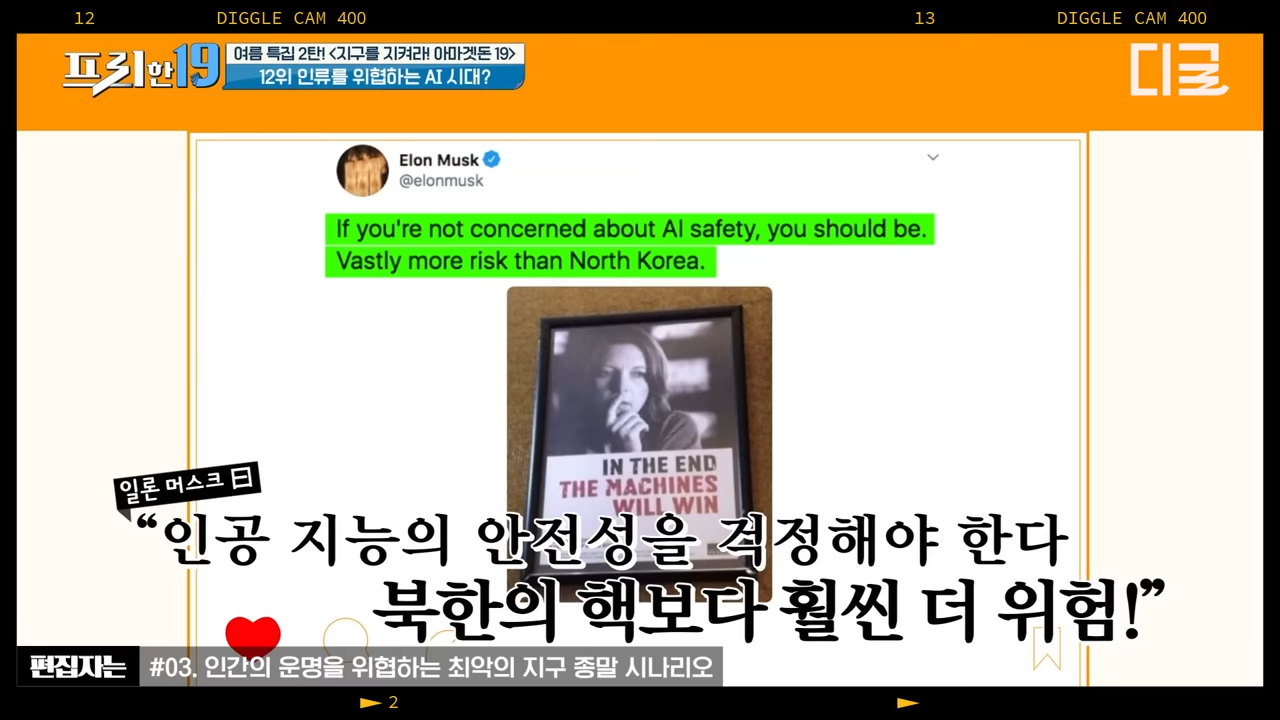 12 DIGGLE CAM 400 13 DIGGLE CAM 400
프리한19
여름 특집 2탄! <지구를 지켜라! 아마겟돈 19>
12위 인류를 위협하는 AI 시대?
디글
Elon Musk
@elonmusk
If you're not concerned about AI safety, you should be.
Vastly more risk than North Korea.
IN THE END
THE MACHINES
WILL WIN
일론 머스크 曰
“인공 지능의 안전성을 걱정해야 한다
북한의 핵보다 훨씬 더 위험!”
편집자는
#03. 인간의 운명을 위협하는 최악의 지구 종말 시나리오
2